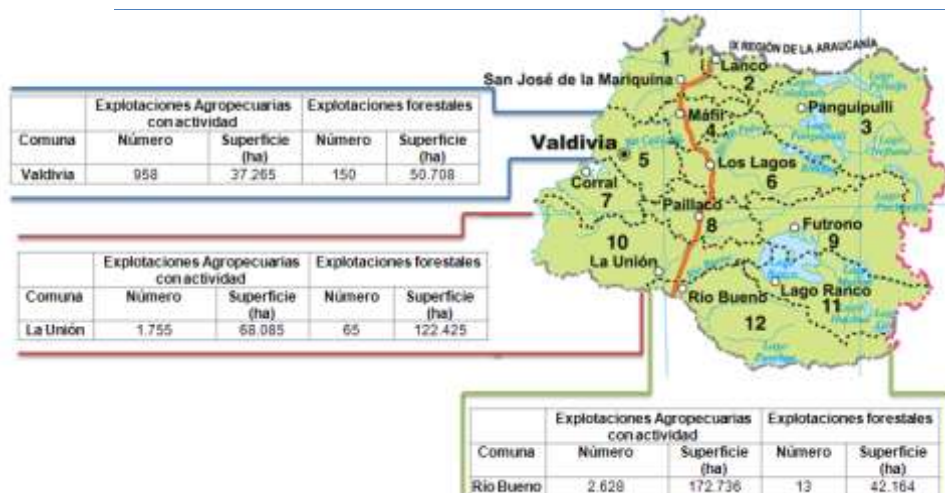 IX REGIÓN DE LA ARAUCANÍA
1
Lanco
San José de la Mariquina
2
Panguipulli
3
Máfil
4
Valdivia
5
Los Lagos
6
Corral
7
Paillaco
8
Futrono
9
10
La Unión
Río Bueno
Lago Ranco
11
12
Explotaciones Agropecuarias con actividad Explotaciones forestales
Comuna Número Superficie (ha) Número Superficie (ha)
Valdivia 958 37.265 150 50.708
Explotaciones Agropecuarias con actividad Explotaciones forestales
Comuna Número Superficie (ha) Número Superficie (ha)
La Unión 1.755 68.085 65 122.425
Explotaciones Agropecuarias con actividad Explotaciones forestales
Comuna Número Superficie (ha) Número Superficie (ha)
Río Bueno 2.628 172.736 13 42.164